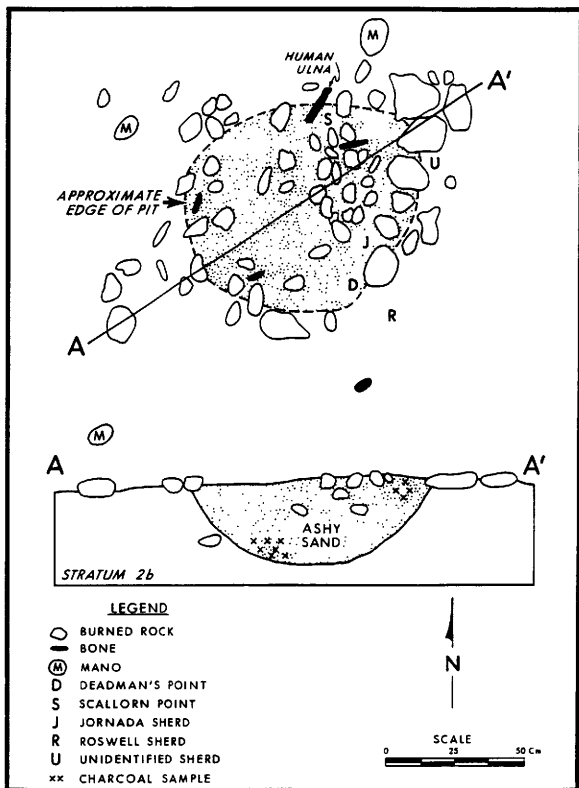 M
HUMAN
ULNA
A'
M
S
U
APPROXIMATE
EDGE OF PIT
J
D
R
A
M
A
A'
ASHY
SAND
STRATUM 2b
LEGEND
BURNED ROCK
BONE
M MANO
D DEADMAN'S POINT
S SCALLORN POINT
J JORNADA SHERD
R ROSWELL SHERD
U UNIDENTIFIED SHERD
xx CHARCOAL SAMPLE
N
SCALE
0 25 50 Cm